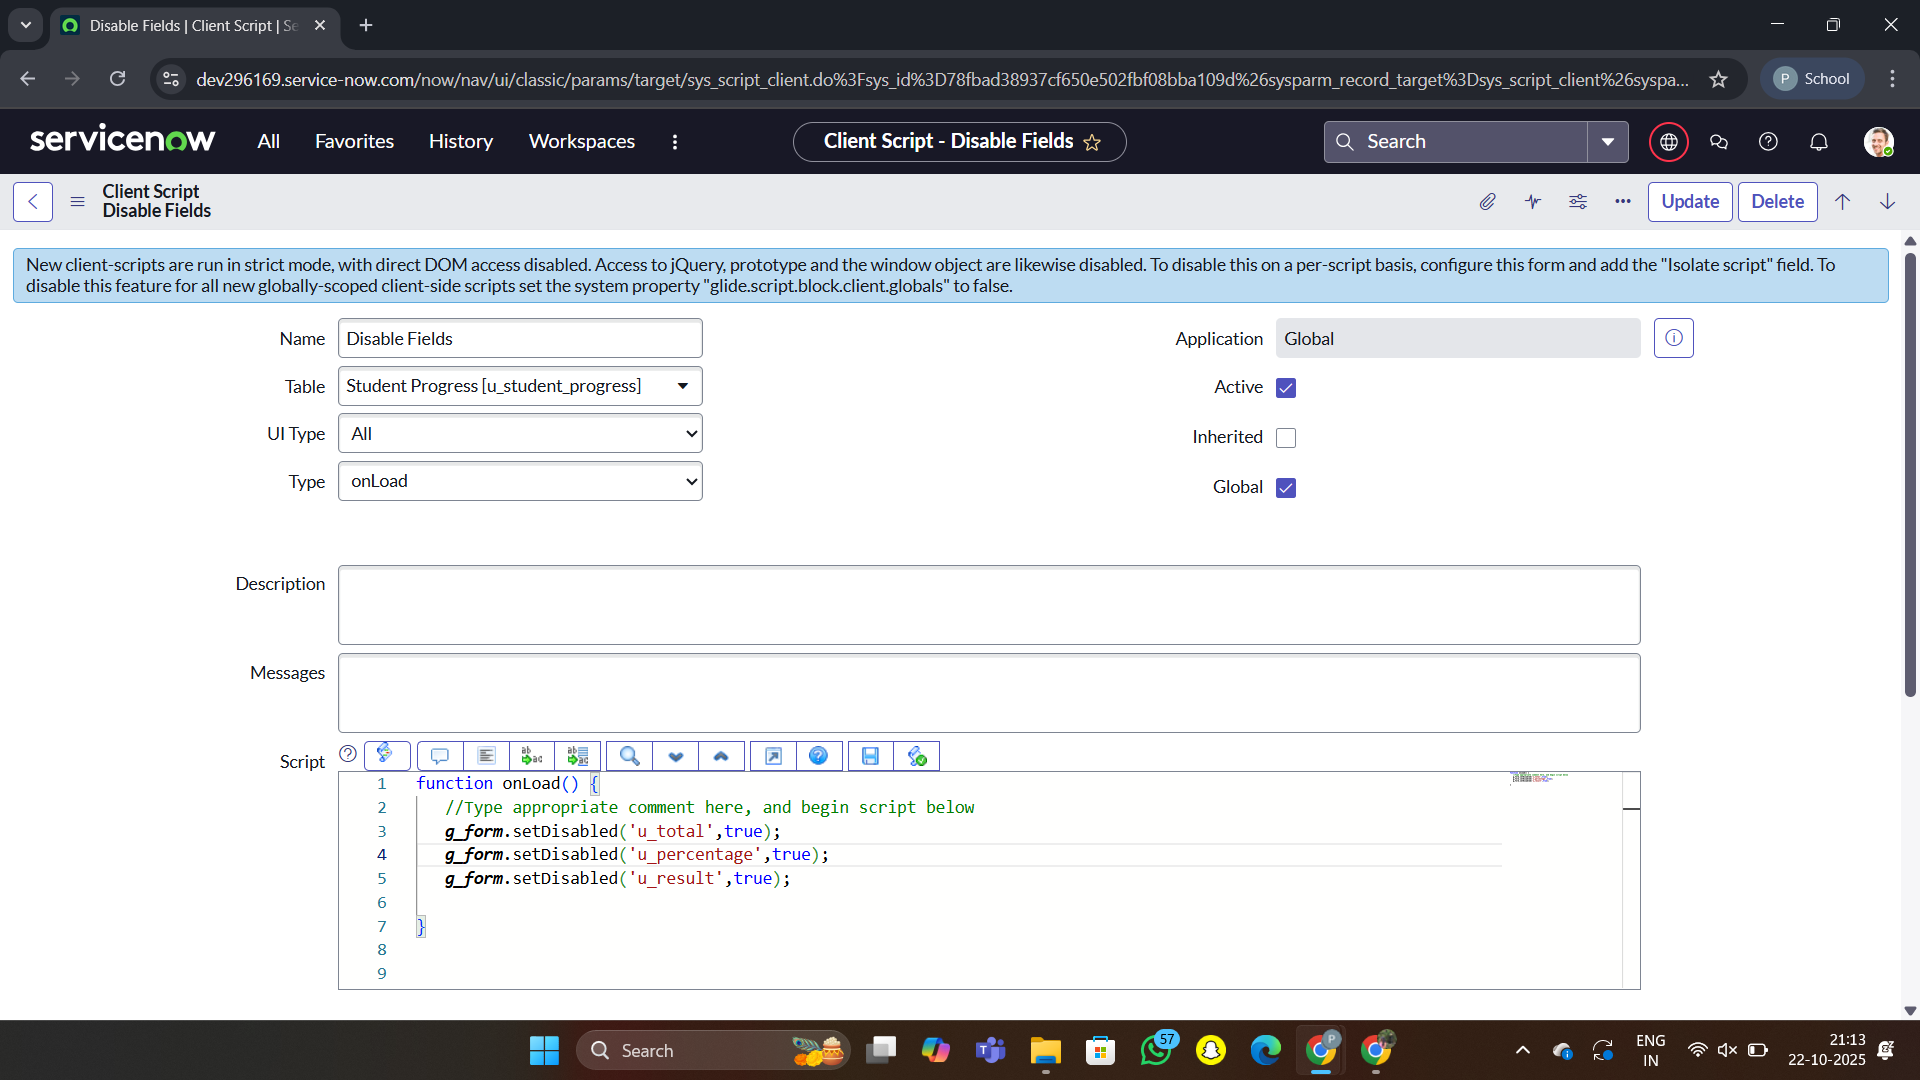 Disable Fields | Client Script | Se
dev296169.service-now.com/now/nav/ui/classic/params/target/sys_script_client.do%3Fsys_id%3D78fbad38937cf650e502fbf08bba109d%26sysparm_record_target%3Dsys_script_client%26syspa...
P School
servicenow All Favorites History Workspaces Client Script - Disable Fields Search
Client Script
Disable Fields
Update Delete
New client-scripts are run in strict mode, with direct DOM access disabled. Access to jQuery, prototype and the window object are likewise disabled. To disable this on a per-script basis, configure this form and add the "Isolate script" field. To
disable this feature for all new globally-scoped client-side scripts set the system property "glide.script.block.client.globals" to false.
Name Disable Fields
Application Global
Table Student Progress [u_student_progress]
Active
UI Type All
Inherited
Type onLoad
Global
Description
Messages
Script
1 function onLoad() {
2 //Type appropriate comment here, and begin script below
3 g_form.setDisabled('u_total',true);
4 g_form.setDisabled('u_percentage',true);
5 g_form.setDisabled('u_result',true);
6
7 }
8
9
Search
57
P
ENG
IN
21:13
22-10-2025